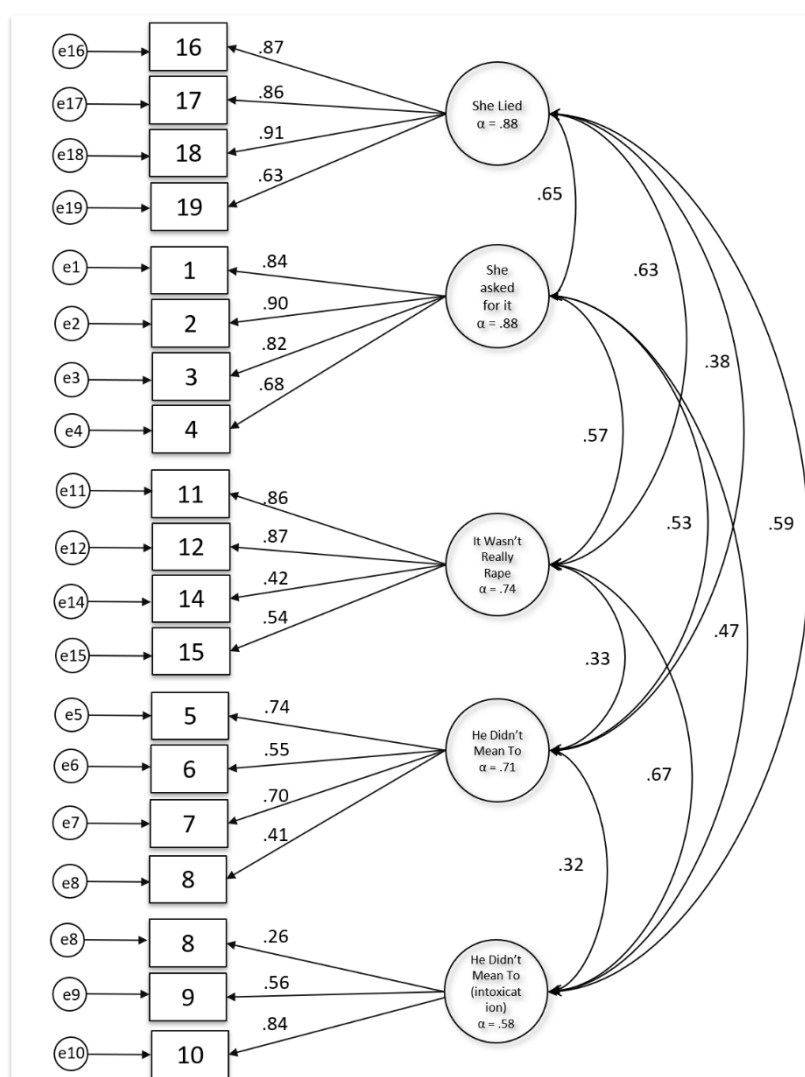 e16
16
.87
e17
17
.86
e18
18
.91
e19
19
.63
She Lied
α = .88
e1
1
.84
e2
2
.90
e3
3
.82
e4
4
.68
She
asked
for it
α = .88
e11
11
.86
e12
12
.87
e14
14
.42
e15
15
.54
It Wasn't
Really
Rape
α = .74
e5
5
.74
e6
6
.55
e7
7
.70
e8
8
.41
He Didn't
Mean To
α = .71
e8
8
.26
e9
9
.56
e10
10
.84
He Didn't
Mean To
(intoxicat
ion)
α = .58
.65
.63
.38
.57
.53
.59
.47
.33
.67
.32